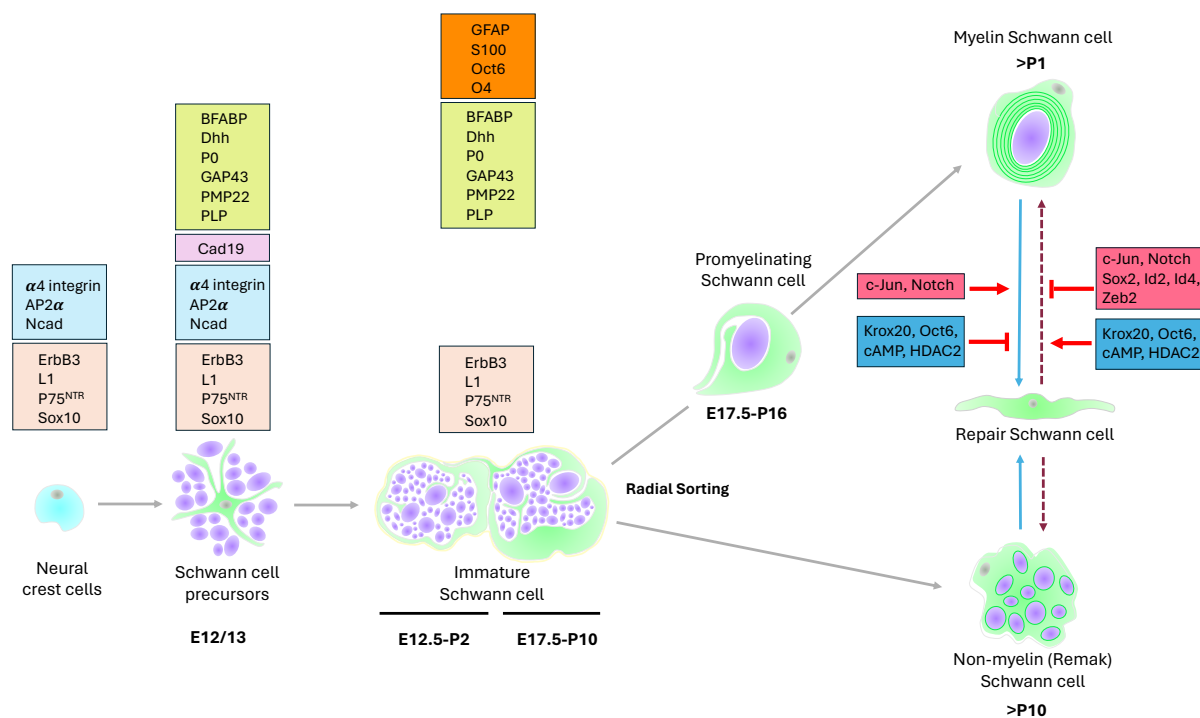 GFAP
S100
Oct6
O4
BFABP
Dhh
P0
GAP43
PMP22
PLP
BFABP
Dhh
P0
GAP43
PMP22
PLP
Cad19
α4 integrin
AP2α
Ncad
α4 integrin
AP2α
Ncad
ErbB3
L1
P75NTR
Sox10
ErbB3
L1
P75NTR
Sox10
ErbB3
L1
P75NTR
Sox10
Neural
crest cells
Schwann cell
precursors
E12/13
Immature
Schwann cell
E12.5-P2
E17.5-P10
Radial Sorting
Promyelinating
Schwann cell
E17.5-P16
Myelin Schwann cell
>P1
c-Jun, Notch
Krox20, Oct6,
cAMP, HDAC2
c-Jun, Notch
Sox2, Id2, Id4,
Zeb2
Krox20, Oct6,
cAMP, HDAC2
Repair Schwann cell
Non-myelin (Remak)
Schwann cell
>P10